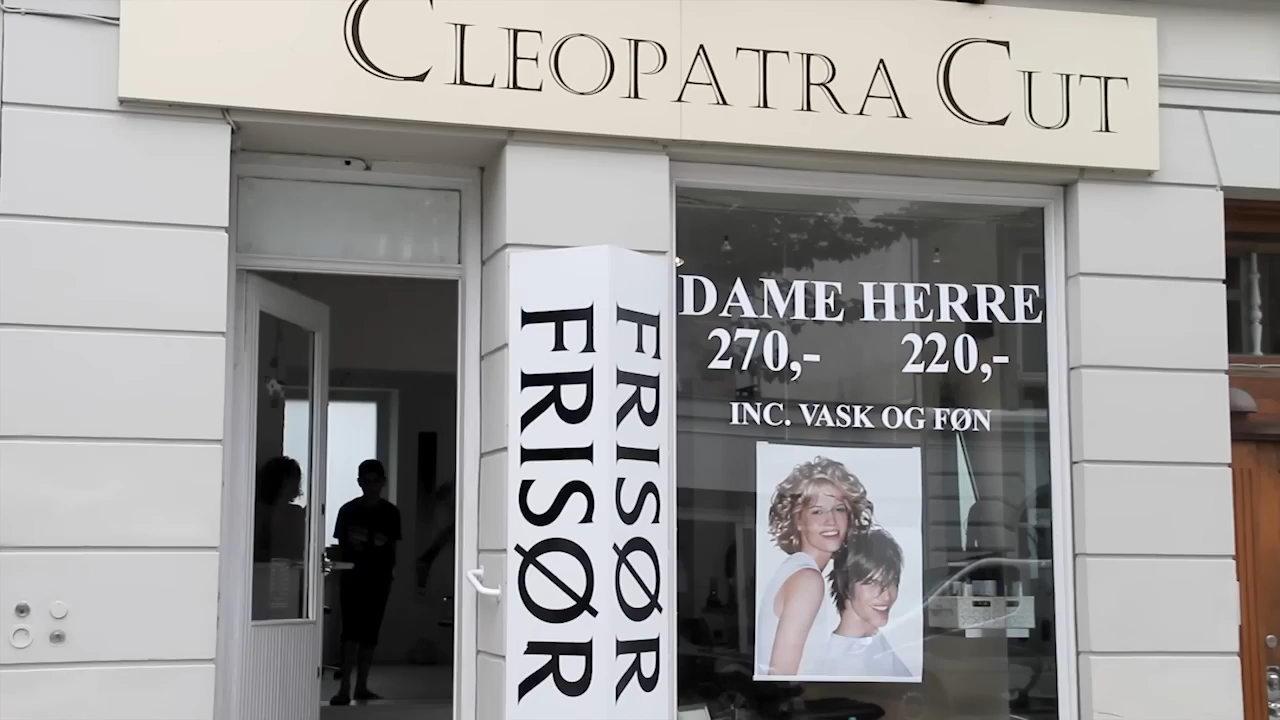 CLEOPATRA CUT
FRISØR
FRISØR
DAME HERRE
270,- 220,-
INC. VASK OG FØN